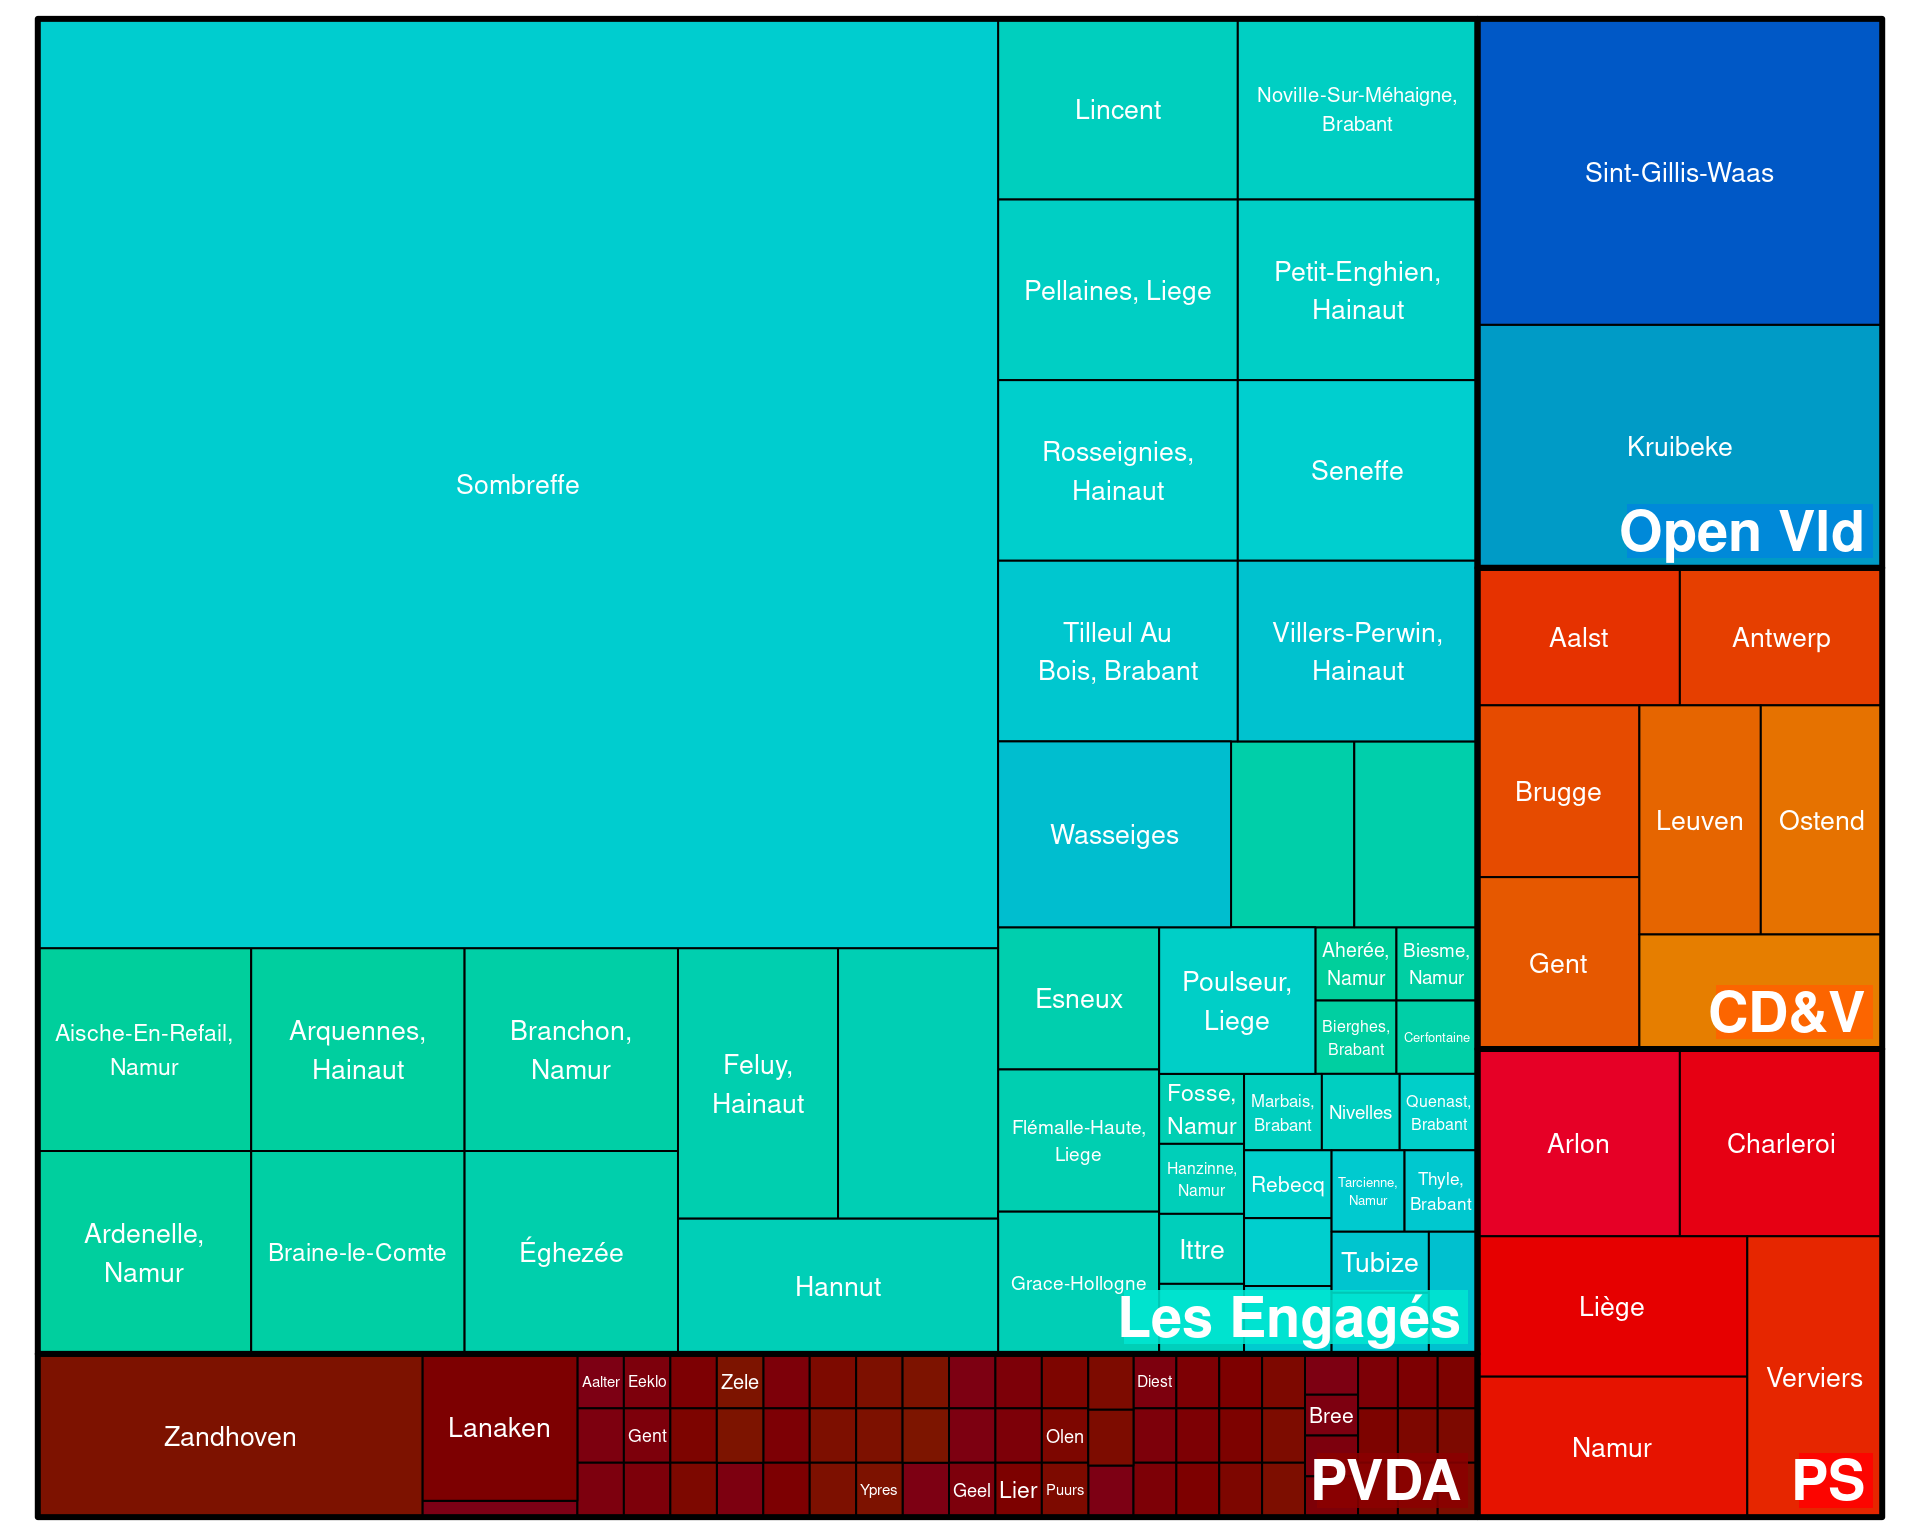 Sombreffe
Lincent
Noville-Sur-Méhaigne,
Brabant
Pellaines, Liege
Petit-Enghien,
Hainaut
Rosseignies,
Hainaut
Seneffe
Tilleul Au
Bois, Brabant
Villers-Perwin,
Hainaut
Wasseiges
Aische-En-Refail,
Namur
Arquennes,
Hainaut
Branchon,
Namur
Feluy,
Hainaut
Ardenelle,
Namur
Braine-le-Comte
Éghezée
Hannut
Esneux
Poulseur,
Liege
Aherée,
Namur
Biesme,
Namur
Bierghes,
Brabant
Cerfontaine
Flémalle-Haute,
Liege
Fosse,
Namur
Marbais,
Brabant
Nivelles
Quenast,
Brabant
Hanzinne,
Namur
Rebecq
Tarcienne,
Namur
Thyle,
Brabant
Grace-Hollogne
Ittre
Tubize
Les Engagés
Sint-Gillis-Waas
Kruibeke
Open Vld
Aalst
Antwerp
Brugge
Leuven
Ostend
Gent
CD&V
Arlon
Charleroi
Liège
Verviers
Namur
PS
Zandhoven
Lanaken
Aalter
Eeklo
Zele
Diest
Gent
Olen
Bree
Ypres
Geel
Lier
Puurs
PVDA